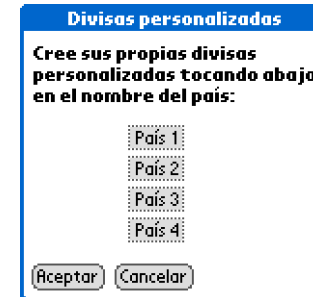 Divisas personalizadas
Cree sus propias divisas
personalizadas tocando abajo
en el nombre del país:
País 1
País 2
País 3
País 4
Aceptar Cancelar